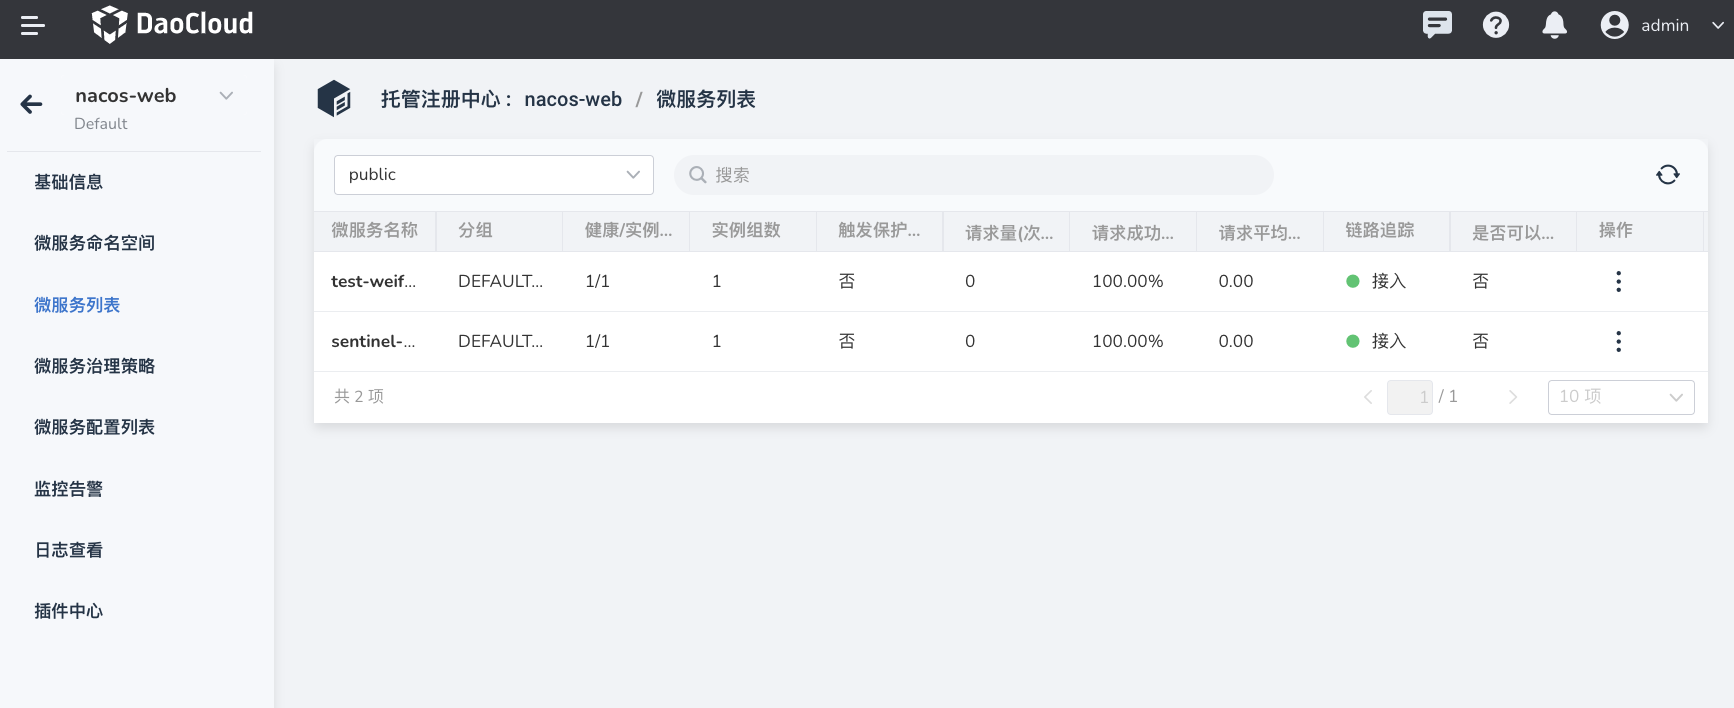 DaoCloud
admin
nacos-web
Default
基础信息
微服务命名空间
微服务列表
微服务治理策略
微服务配置列表
监控告警
日志查看
插件中心
托管注册中心： nacos-web / 微服务列表
public
搜索
微服务名称 分组 健康/实例... 实例组数 触发保护... 请求量(次... 请求成功... 请求平均... 链路追踪 是否可以... 操作
test-weif... DEFAULT... 1/1 1 否 0 100.00% 0.00 接入 否
sentinel-... DEFAULT... 1/1 1 否 0 100.00% 0.00 接入 否
共 2 项 1 / 1 10 项